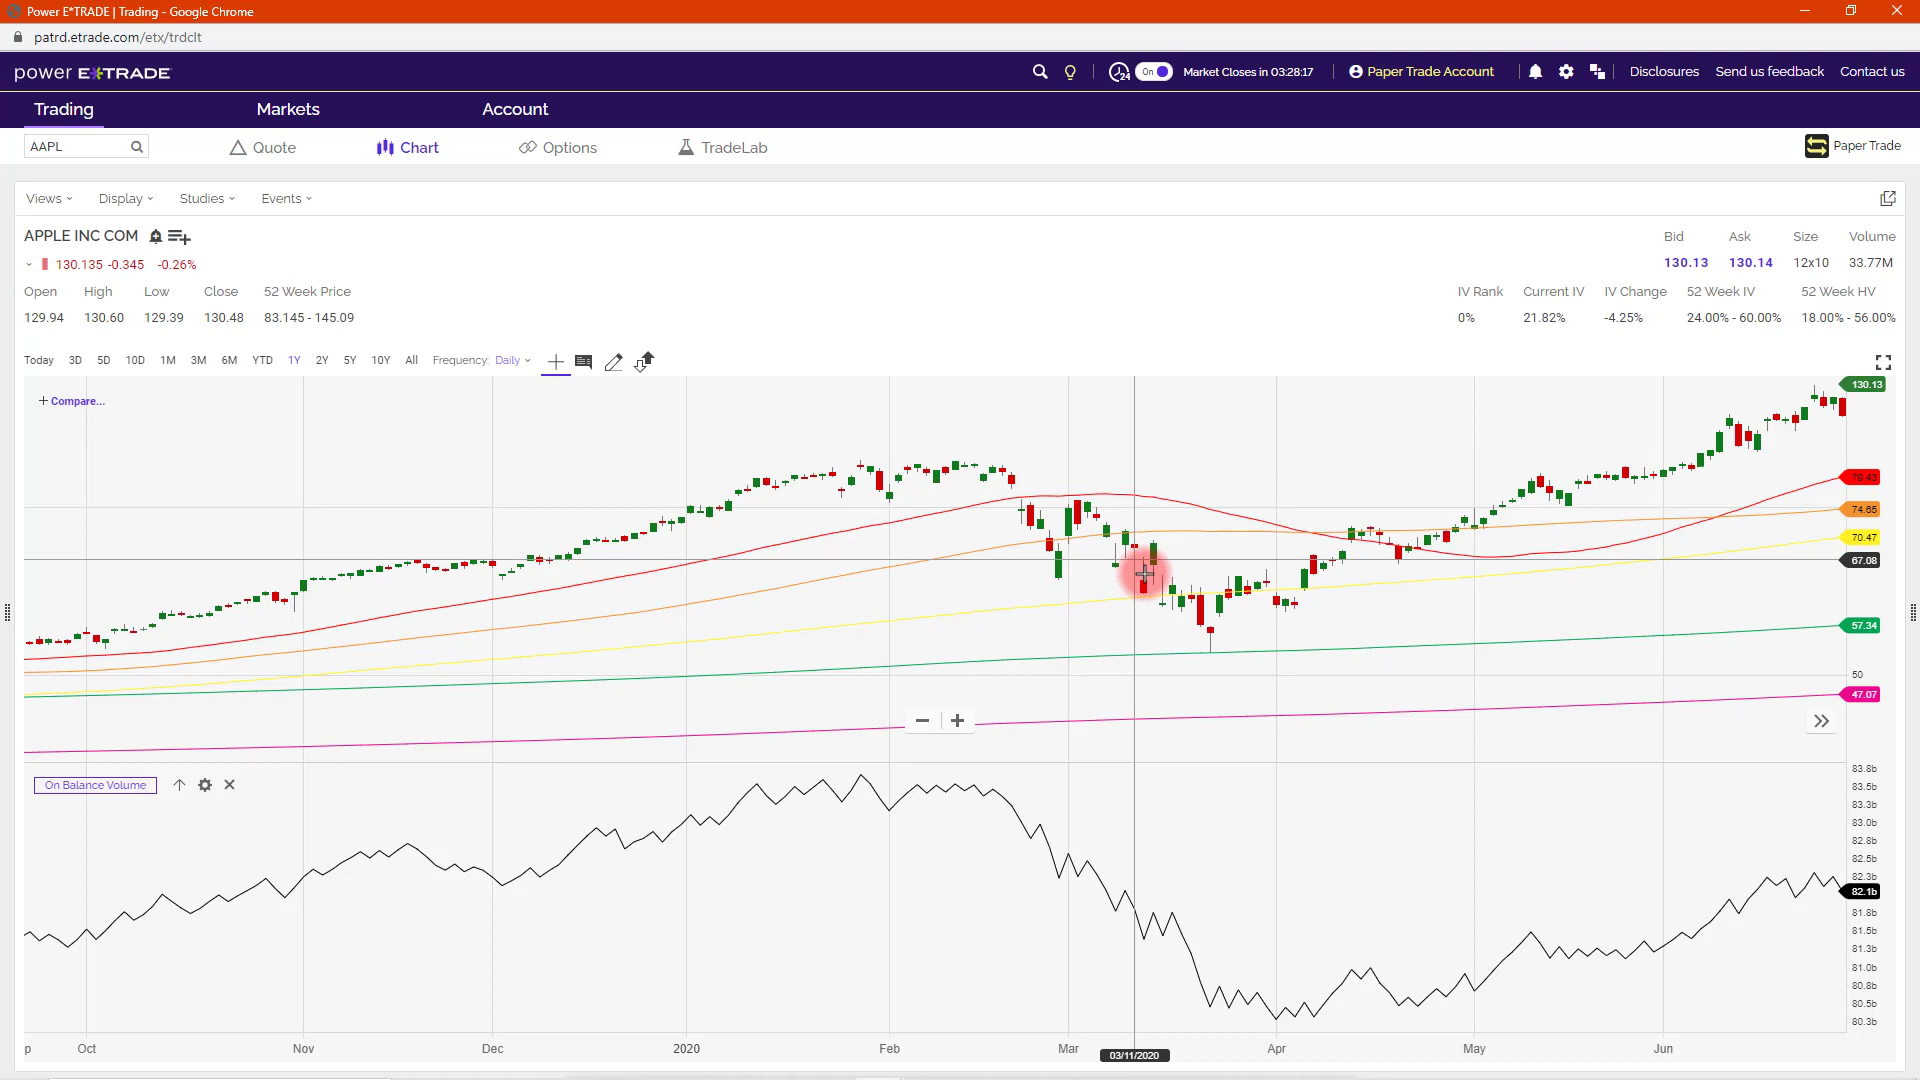 Power E*TRADE | Trading - Google Chrome
patrd.etrade.com/etx/trdclt
power E*TRADE
24 On Market Closes in 03:28:17 Paper Trade Account Disclosures Send us feedback Contact us
Trading Markets Account
AAPL Quote Chart Options TradeLab Paper Trade
Views Display Studies Events
APPLE INC COM
Bid Ask Size Volume
130.135 -0.345 -0.26%
130.13 130.14 12x10 33.77M
Open High Low Close 52 Week Price
IV Rank Current IV IV Change 52 Week IV 52 Week HV
129.94 130.60 129.39 130.48 83.145 - 145.09
0% 21.82% -4.25% 24.00% - 60.00% 18.00% - 56.00%
Today 3D 5D 10D 1M 3M 6M YTD 1Y 2Y 5Y 10Y All Frequency: Daily
130.13
+ Compare...
79.43
74.65
70.47
67.08
57.34
50
47.07
On Balance Volume
83.8b
83.5b
83.3b
83.0b
82.8b
82.5b
82.3b
82.1b
81.8b
81.5b
81.3b
81.0b
80.8b
80.5b
80.3b
p Oct Nov Dec 2020 Feb Mar Apr May Jun
03/11/2020